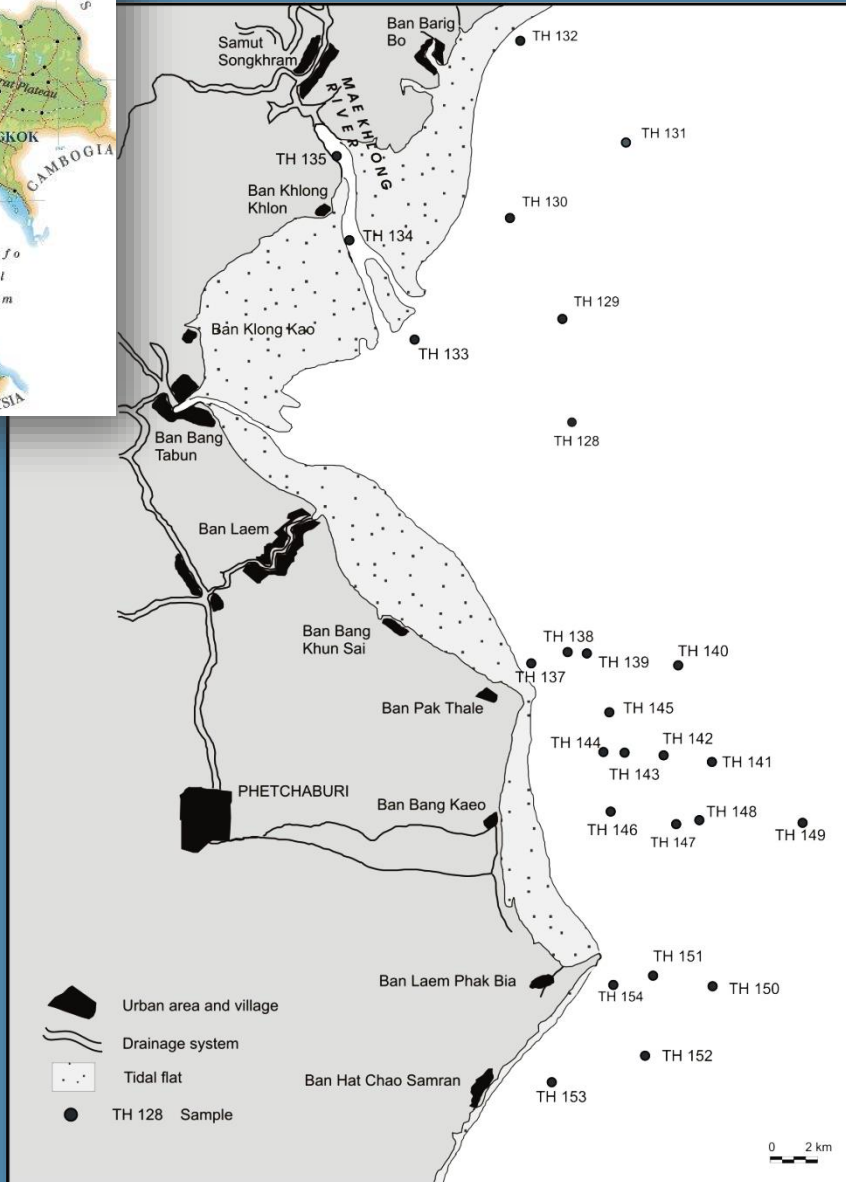 rat Plateau
GKOK
CAMBOGIA
S
fo
l
m
SIA
Samut
Songkhram
Ban Barig
Bo
TH 132
MAE KHLONG
RIVER
TH 131
TH 135
Ban Khlong
Khlon
TH 130
TH 134
TH 129
Ban Klong Kao
TH 133
TH 128
Ban Bang
Tabun
Ban Laem
Ban Bang
Khun Sai
TH 138
TH 139
TH 140
TH 137
Ban Pak Thale
TH 145
TH 144
TH 142
TH 143
TH 141
PHETCHABURI
Ban Bang Kaeo
TH 146
TH 148
TH 147
TH 149
TH 151
Ban Laem Phak Bia
TH 154
TH 150
Urban area and village
Drainage system
TH 152
Tidal flat
Ban Hat Chao Samran
TH 153
TH 128 Sample
0 2 km